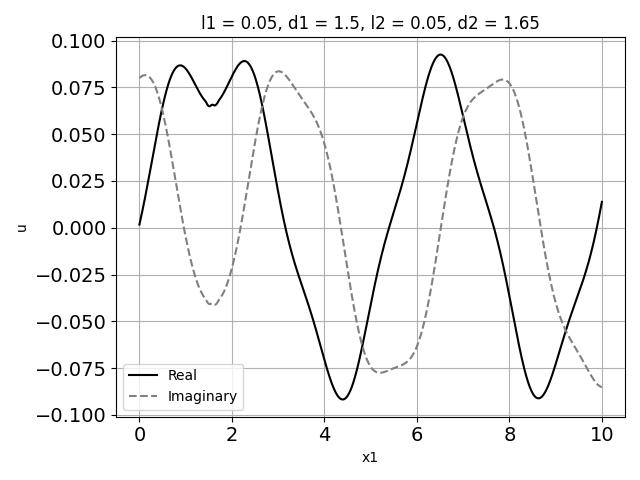 l1 = 0.05, d1 = 1.5, l2 = 0.05, d2 = 1.65
0.100
0.075
0.050
0.025
0.000
−0.025
−0.050
−0.075
−0.100
u
Real
Imaginary
0 2 4 6 8 10
x1